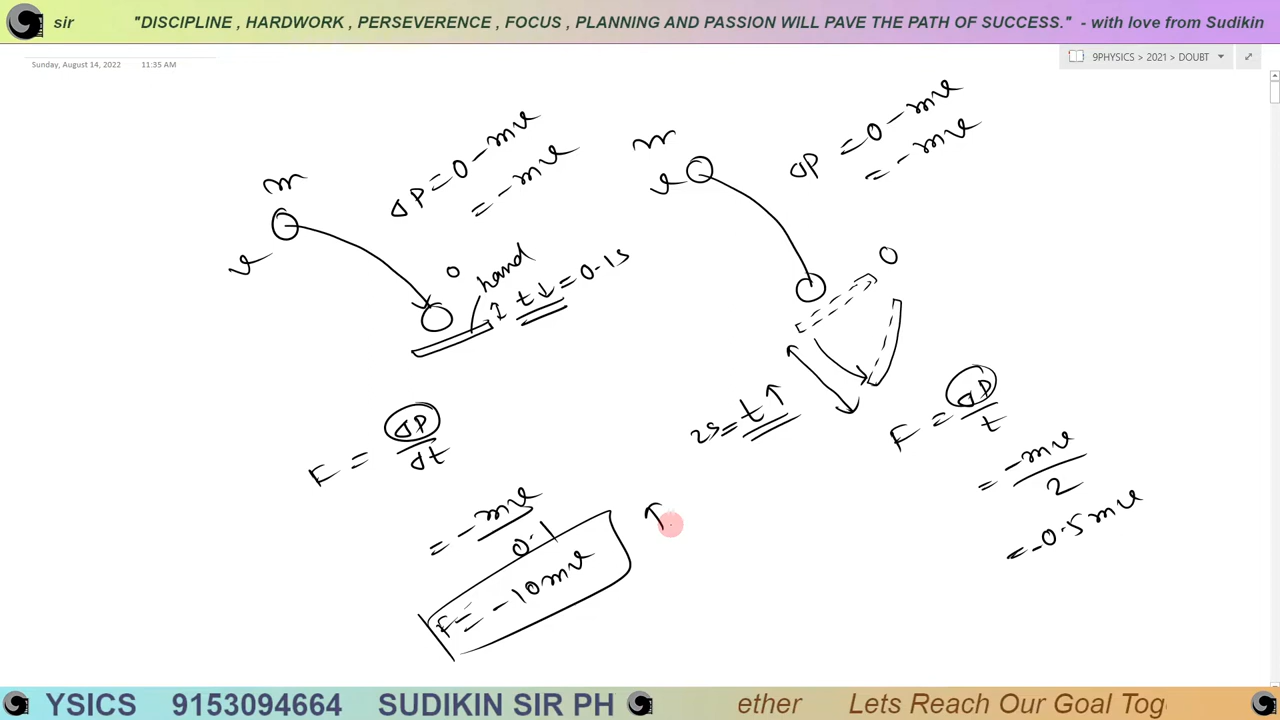 sir "DISCIPLINE , HARDWORK , PERSEVERENCE , FOCUS , PLANNING AND PASSION WILL PAVE THE PATH OF SUCCESS." - with love from Sudikin
Sunday, August 14, 2022 11:35 AM
9PHYSICS > 2021 > DOUBT
m
v
ΔP = 0 - mv
= - mv
0
hand
t↓ = 0.1s
F = ΔP/Δt
= -mv/0.1
F = -10mv
↑
m
v
ΔP = 0 - mv
= - mv
0
2s = t↑
F = ΔP/t
= -mv/2
= -0.5mv
YSICS 9153094664 SUDIKIN SIR PH ether Lets Reach Our Goal Tog